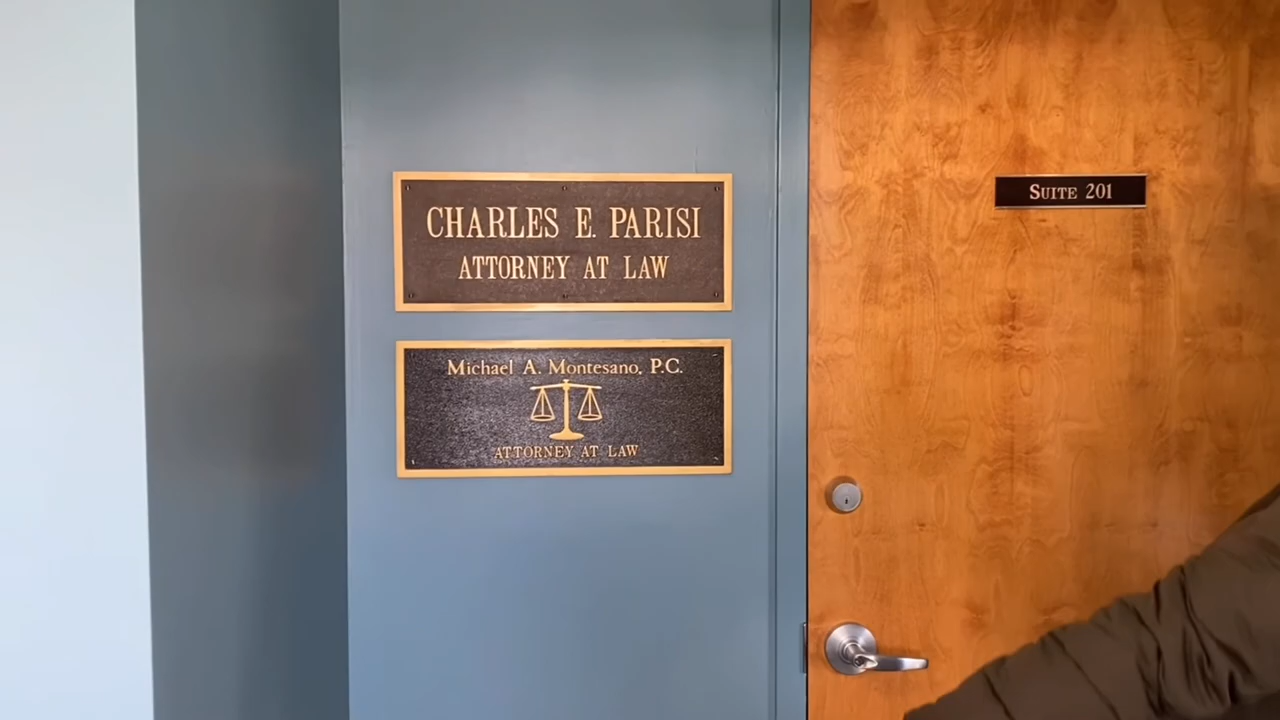 CHARLES E. PARISI
ATTORNEY AT LAW
Michael A. Montesano, P.C.
ATTORNEY AT LAW
SUITE 201